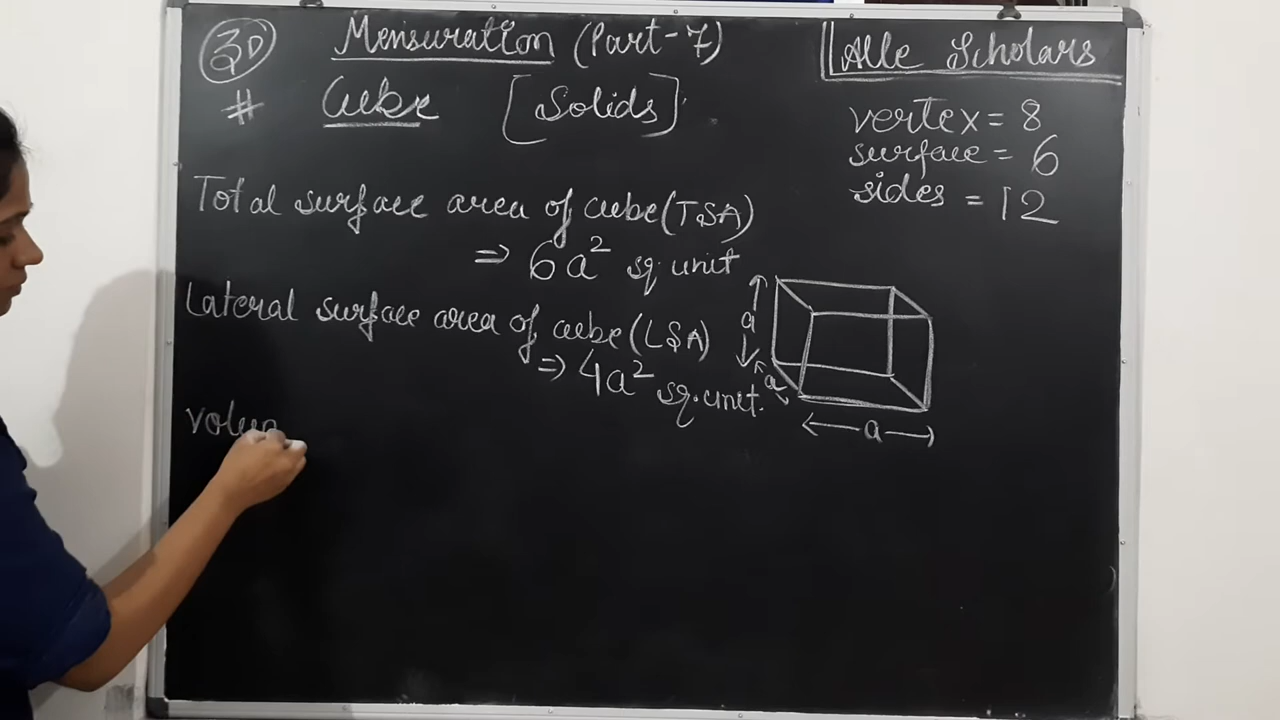 3D Mensuration (Part-7)
Alle Scholars
# Cube [Solids]
vertex = 8
surface = 6
sides = 12
Total surface area of cube (TSA)
⇒ 6a² sq. unit
Lateral surface area of cube (LSA)
⇒ 4a² sq. unit.
a
a
a
volum